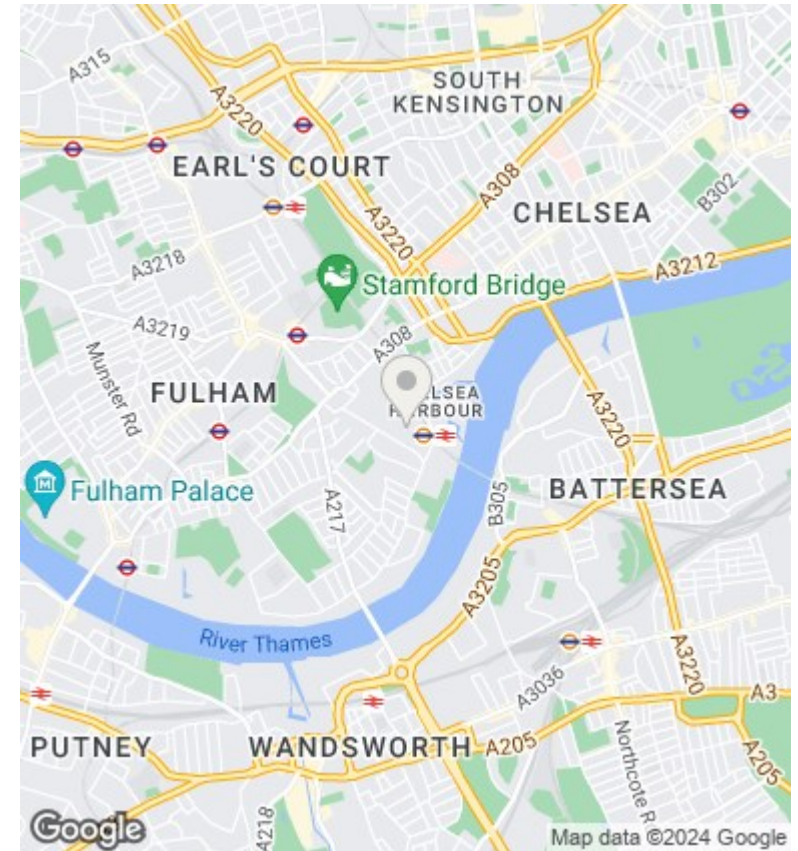 A315
SOUTH
KENSINGTON
A3220
EARL'S COURT
A308
B302
A3220
CHELSEA
A3218
A3212
Stamford Bridge
A3219
A308
Munster Rd
FULHAM
ELSEA
RBOUR
A3220
Fulham Palace
A217
B305
BATTERSEA
A3205
River Thames
A3220
A3036
A3
PUTNEY
WANDSWORTH
A205
Northcote R
A205
A218
Google
Map data ©2024 Google